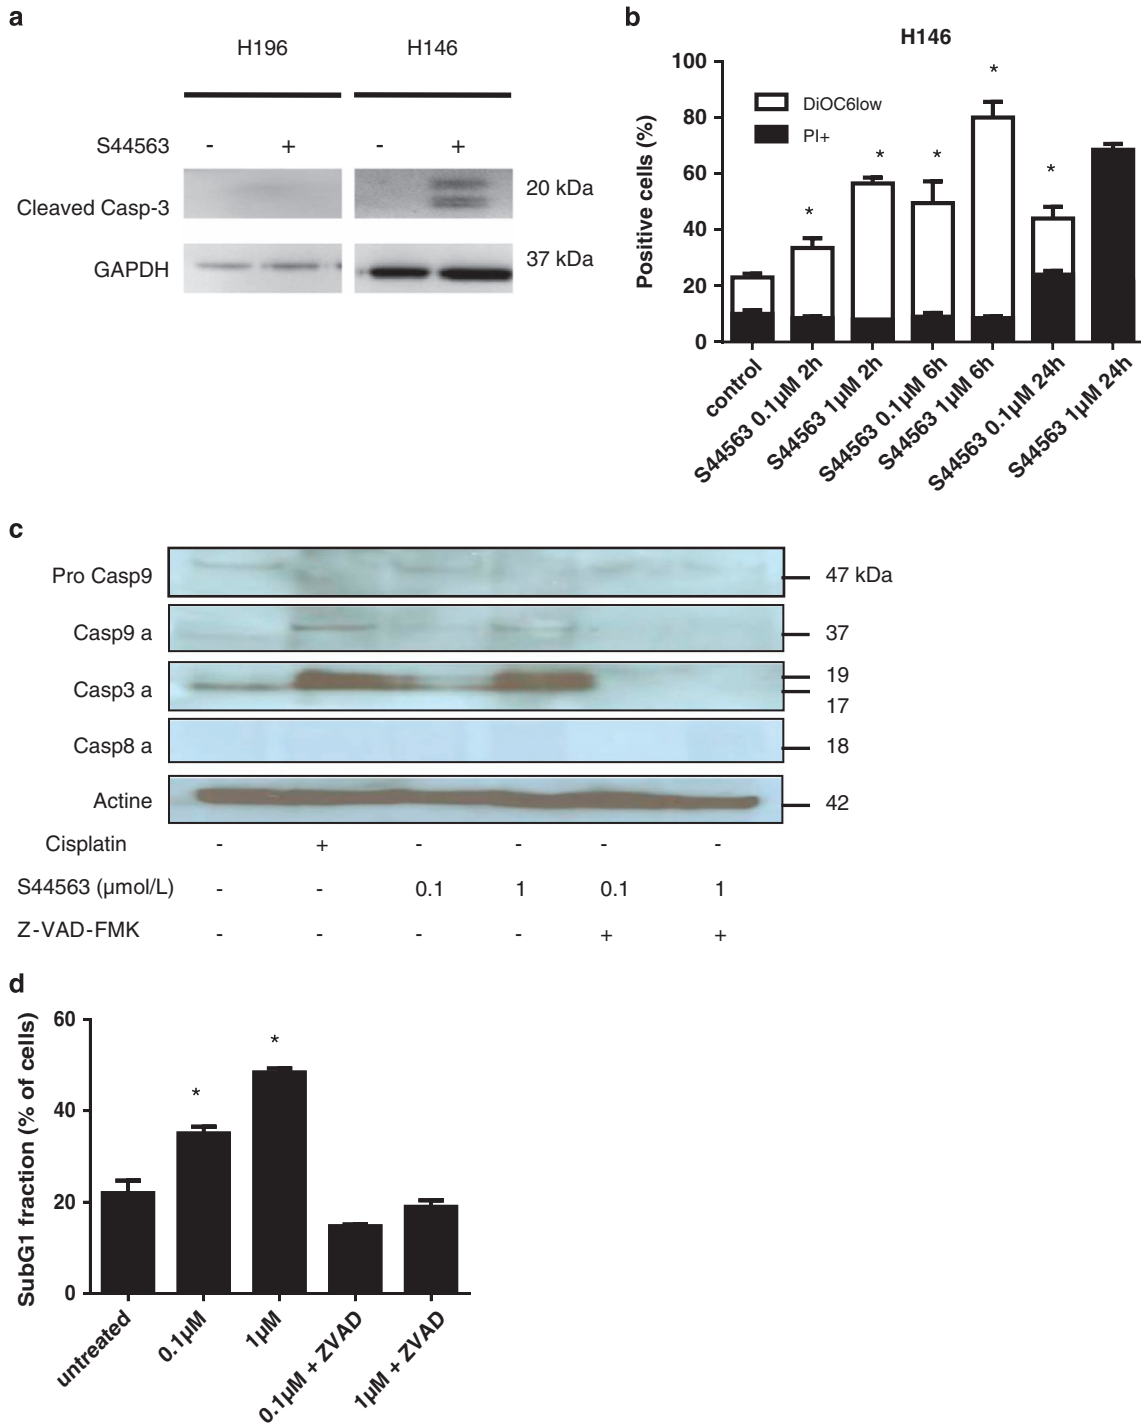 a
H196 H146
S44563 - + - +
Cleaved Casp-3 20 kDa
GAPDH 37 kDa
b
H146
Positive cells (%)
100
80
60
40
20
0
DiOC6low
PI+
* * * * *
control
S44563 0.1µM 2h
S44563 1µM 2h
S44563 0.1µM 6h
S44563 1µM 6h
S44563 0.1µM 24h
S44563 1µM 24h
c
Pro Casp9 47 kDa
Casp9 a 37
Casp3 a 19
17
Casp8 a 18
Actine 42
Cisplatin - + - - - -
S44563 (µmol/L) - - 0.1 1 0.1 1
Z-VAD-FMK - - - - + +
d
SubG1 fraction (% of cells)
60
40
20
0
* *
untreated
0.1µM
1µM
0.1µM + ZVAD
1µM + ZVAD